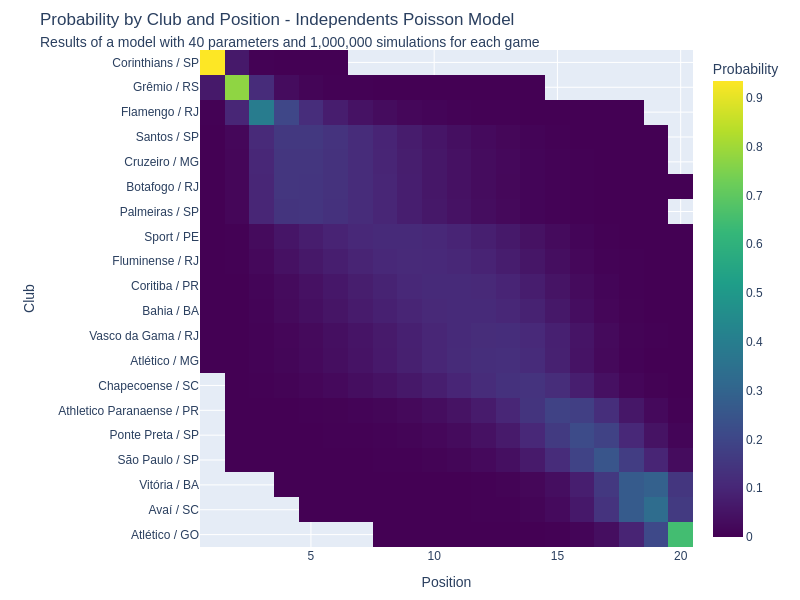 Probability by Club and Position - Independents Poisson Model
Results of a model with 40 parameters and 1,000,000 simulations for each game
Probability
Corinthians / SP
Grêmio / RS
Flamengo / RJ
Santos / SP
Cruzeiro / MG
Botafogo / RJ
Palmeiras / SP
Sport / PE
Fluminense / RJ
Coritiba / PR
Bahia / BA
Vasco da Gama / RJ
Atlético / MG
Chapecoense / SC
Athletico Paranaense / PR
Ponte Preta / SP
São Paulo / SP
Vitória / BA
Avaí / SC
Atlético / GO
Club
5
10
15
20
Position
0.9
0.8
0.7
0.6
0.5
0.4
0.3
0.2
0.1
0